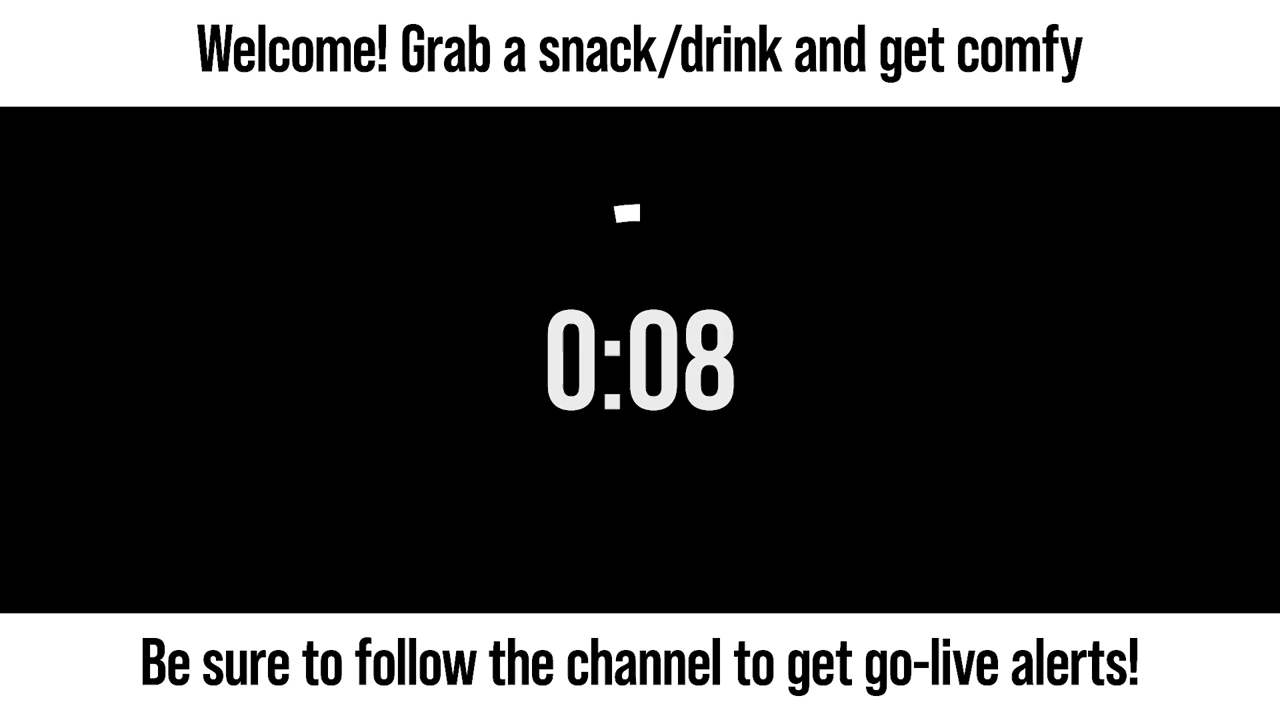 Welcome! Grab a snack/drink and get comfy
0:08
Be sure to follow the channel to get go-live alerts!